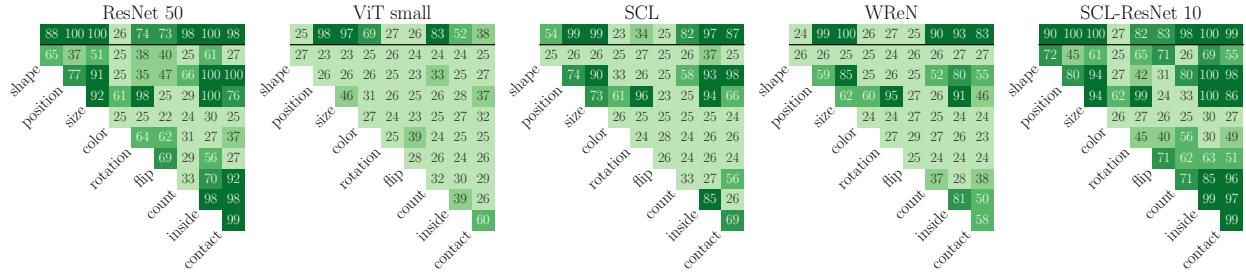 ResNet 50
88 100 100 26 74 73 98 100 98
65 37 51 25 38 40 25 61 27
77 91 25 35 47 66 100 100
92 61 98 25 29 100 76
25 25 22 24 30 25
64 62 31 27 37
69 29 56 27
33 70 92
98 98
99
shape
position
size
color
rotation
flip
count
inside
contact
ViT small
25 98 97 69 27 26 83 52 38
27 23 23 25 25 25 25 25 25
26 26 26 25 23 33 25 27
46 31 26 25 26 28 37
27 24 23 25 27 32
25 39 24 24 25
28 26 24 26
32 30 29
39 26
60
shape
position
size
color
rotation
flip
count
inside
contact
SCL
54 99 99 23 34 25 82 97 87
25 26 25 27 25 25 26 37 25
74 90 33 26 25 58 93 98
73 61 96 23 25 94 66
26 25 25 25 25 25
24 28 24 26 26
26 26 24 24
33 27 56
85 26
69
shape
position
size
color
rotation
flip
count
inside
contact
WReN
24 99 100 26 27 25 90 93 83
26 26 25 25 27 25 25 27 25
59 85 25 26 25 52 80 55
62 60 95 27 26 91 46
24 24 27 26 24 24
27 29 27 26 23
25 24 24 24
37 28 38
81 50
58
shape
position
size
color
rotation
flip
count
inside
contact
SCL-ResNet 10
90 100 100 27 82 83 98 100 99
72 45 61 25 65 71 26 69 55
80 94 27 42 31 80 100 98
94 62 99 24 33 100 86
26 27 26 25 27 26
45 40 56 30 49
71 62 63 51
71 85 96
99 97
99
shape
position
size
color
rotation
flip
count
inside
contact